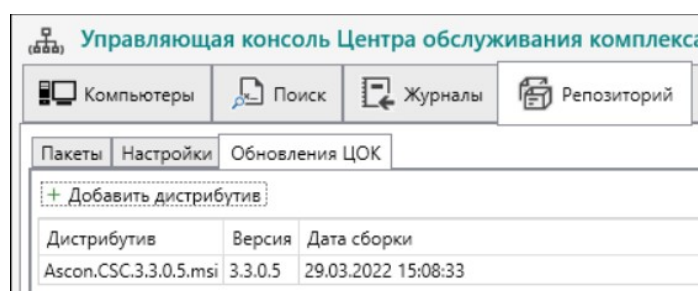 Управляющая консоль Центра обслуживания комплекса
Компьютеры Поиск Журналы Репозиторий
Пакеты Настройки Обновления ЦОК
+ Добавить дистрибутив
Дистрибутив Версия Дата сборки
Ascon.CSC.3.3.0.5.msi 3.3.0.5 29.03.2022 15:08:33